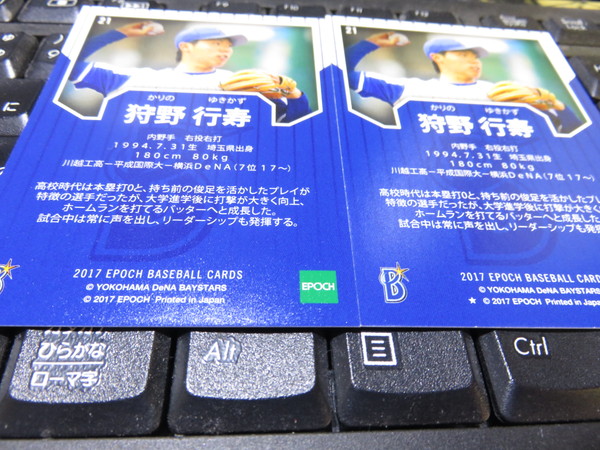 21
かりの ゆきかず
狩野 行寿
内野手 右投右打
1994.7.31生 埼玉県出身
180cm 80kg
川越工高ー平成国際大ー横浜DeNA(7位 17〜)
高校時代は本塁打0と、持ち前の俊足を活かしたプレイが
特徴の選手だったが、大学進学後に打撃が大きく向上、
ホームランを打てるバッターへと成長した。
試合中は常に声を出し、リーダーシップも発揮する。
2017 EPOCH BASEBALL CARDS
© YOKOHAMA DeNA BAYSTARS
© 2017 EPOCH Printed in Japan
EPOCH
21
かりの ゆきかず
狩野 行寿
内野手 右投右打
1994.7.31生 埼玉県出身
180cm 80kg
川越工高ー平成国際大ー横浜DeNA(7位 17〜)
高校時代は本塁打0と、持ち前の俊足を活かしたプレ
特徴の選手だったが、大学進学後に打撃が大きく向
ホームランを打てるバッターへと成長した。
試合中は常に声を出し、リーダーシップも発揮
2017 EPOCH BASEBALL CARDS
© YOKOHAMA DeNA BAYSTARS
★ © 2017 EPOCH Printed in Japan
B
に
ひらがな
ローマ字
Alt
Ctrl